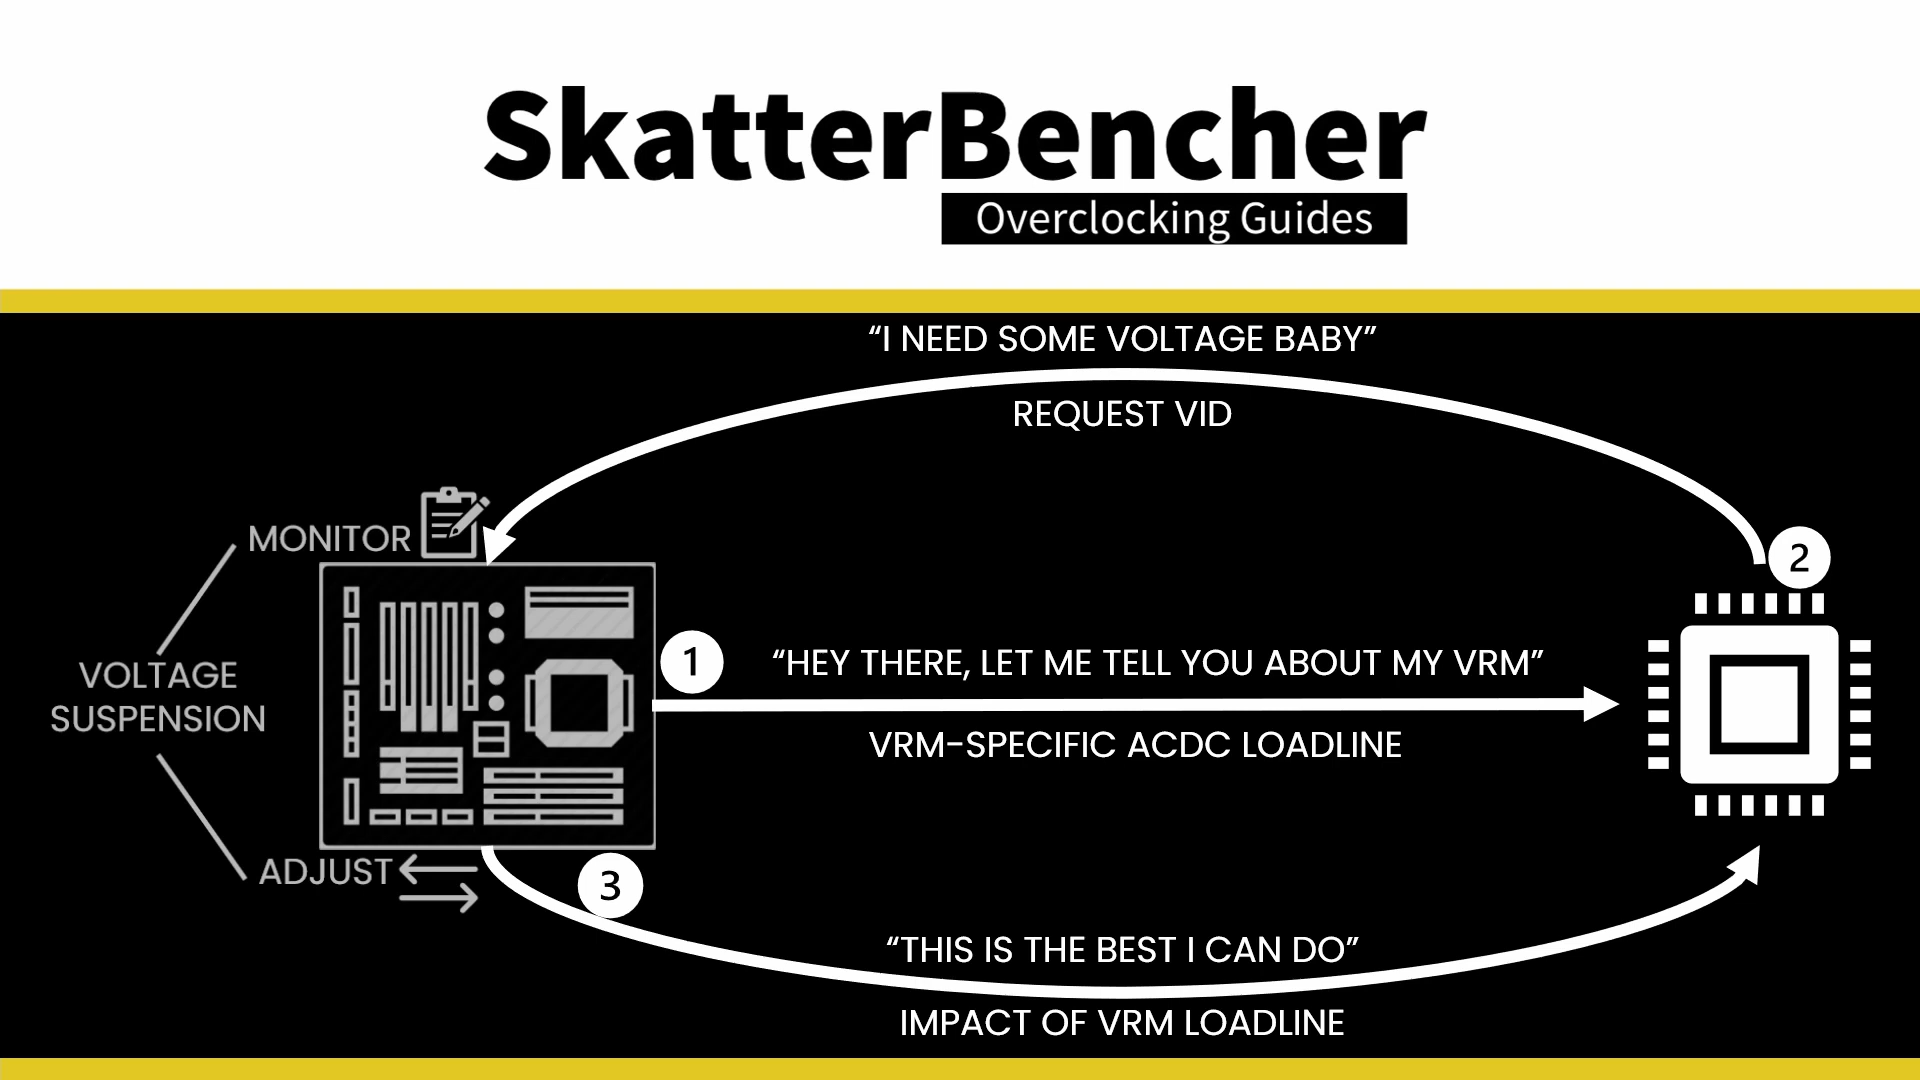 SkatterBencher
Overclocking Guides
“I NEED SOME VOLTAGE BABY”
REQUEST VID
MONITOR
2
1
“HEY THERE, LET ME TELL YOU ABOUT MY VRM”
VOLTAGE
SUSPENSION
VRM-SPECIFIC ACDC LOADLINE
ADJUST
3
“THIS IS THE BEST I CAN DO”
IMPACT OF VRM LOADLINE